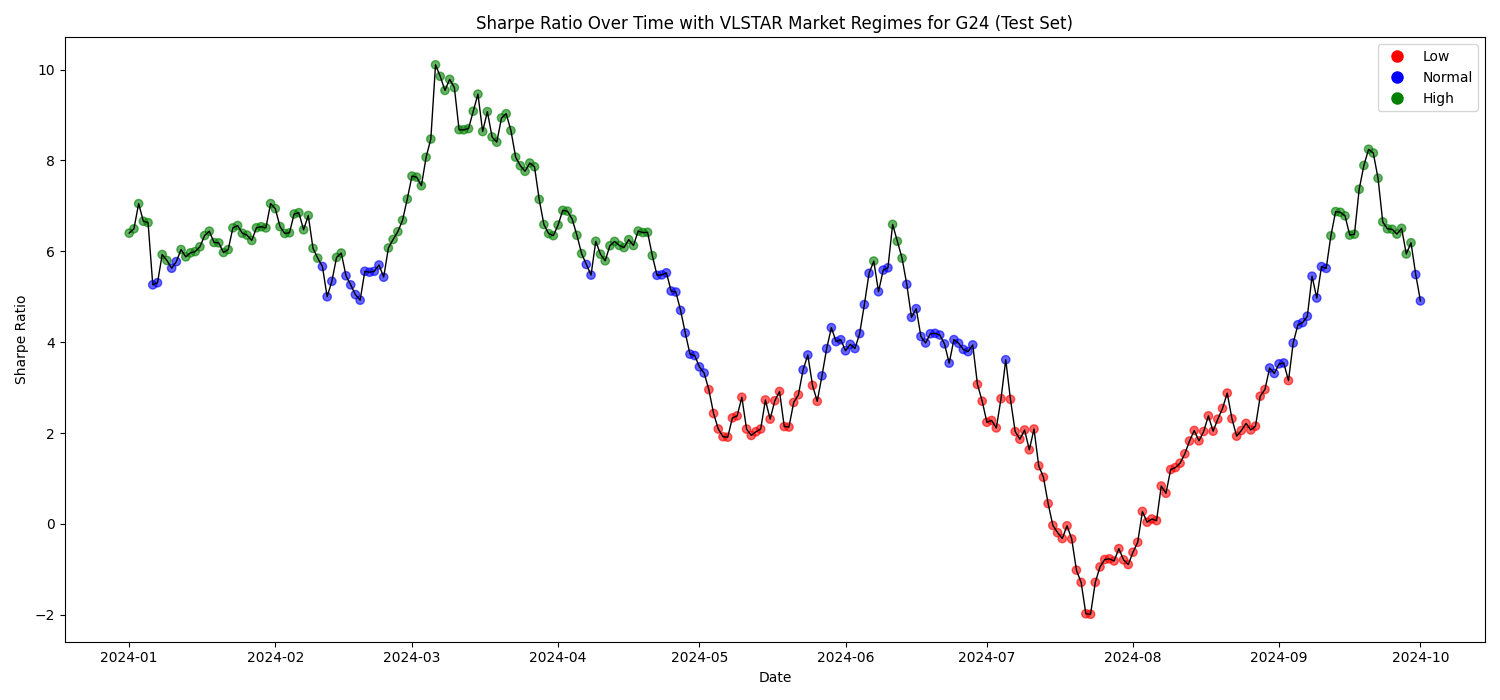 Sharpe Ratio Over Time with VLSTAR Market Regimes for G24 (Test Set)
Low
Normal
High
Sharpe Ratio
10
8
6
4
2
0
−2
2024-01
2024-02
2024-03
2024-04
2024-05
2024-06
2024-07
2024-08
2024-09
2024-10
Date